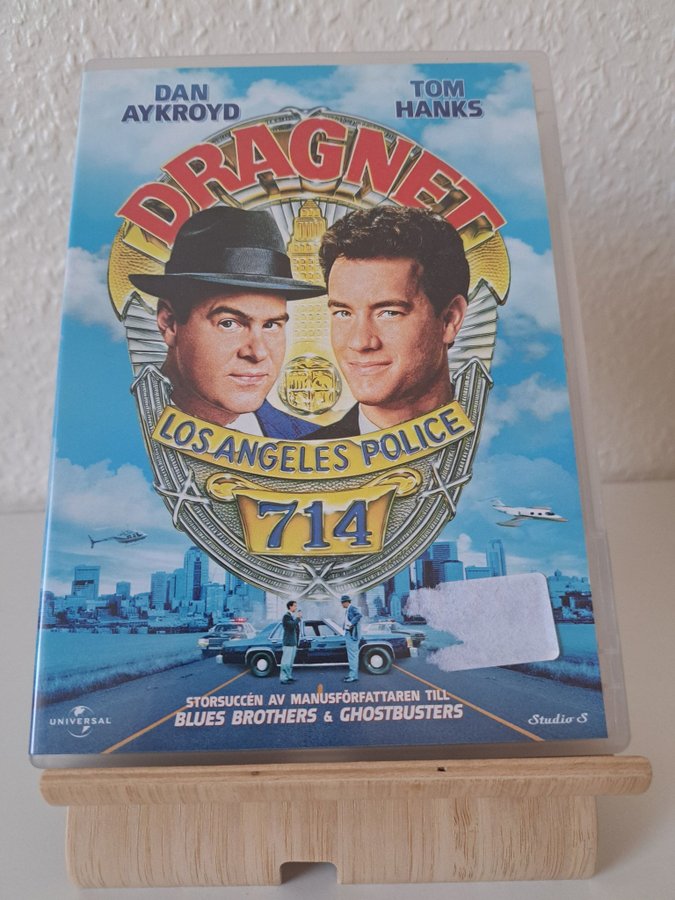 DAN
AYKROYD
TOM
HANKS
DRAGNET
LOS ANGELES POLICE
714
STORSUCCÉN AV MANUSFÖRFATTAREN TILL
BLUES BROTHERS & GHOSTBUSTERS
UNIVERSAL
Studio S